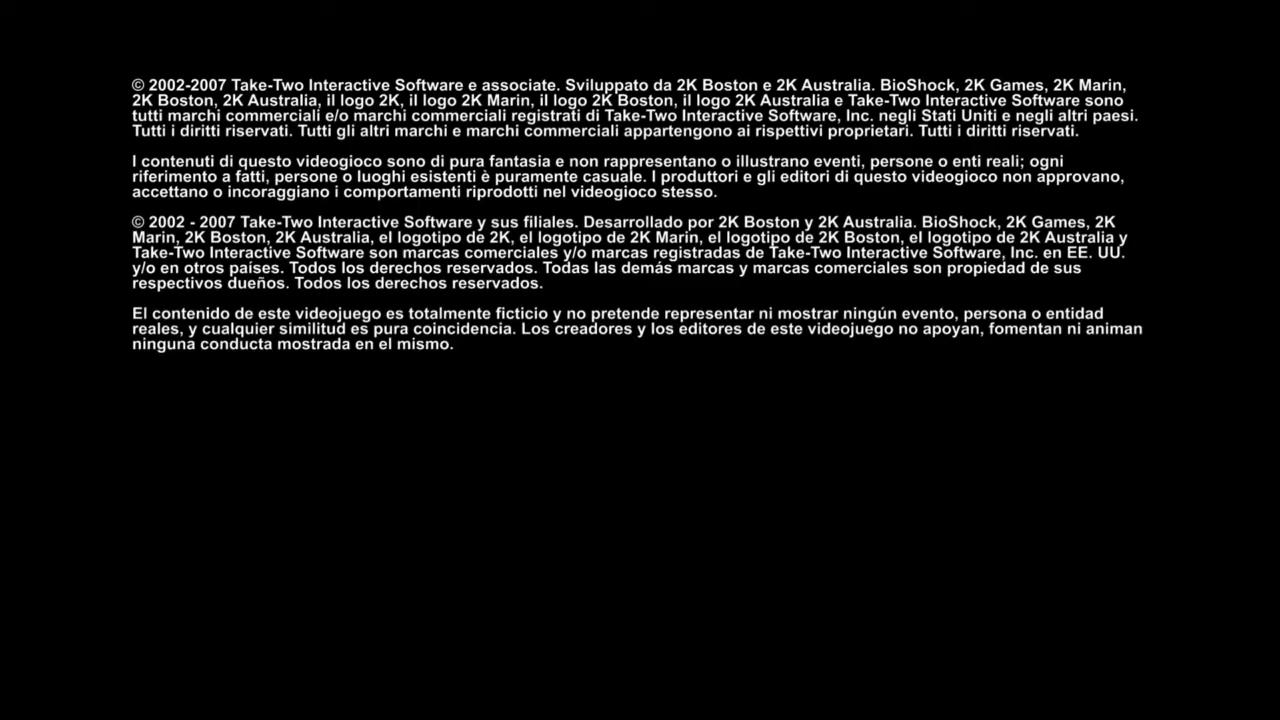 © 2002-2007 Take-Two Interactive Software e associate. Sviluppato da 2K Boston e 2K Australia. BioShock, 2K Games, 2K Marin,
2K Boston, 2K Australia, il logo 2K, il logo 2K Marin, il logo 2K Boston, il logo 2K Australia e Take-Two Interactive Software sono
tutti marchi commerciali e/o marchi commerciali registrati di Take-Two Interactive Software, Inc. negli Stati Uniti e negli altri paesi.
Tutti i diritti riservati. Tutti gli altri marchi e marchi commerciali appartengono ai rispettivi proprietari. Tutti i diritti riservati.
I contenuti di questo videogioco sono di pura fantasia e non rappresentano o illustrano eventi, persone o enti reali; ogni
riferimento a fatti, persone o luoghi esistenti è puramente casuale. I produttori e gli editori di questo videogioco non approvano,
accettano o incoraggiano i comportamenti riprodotti nel videogioco stesso.
© 2002 - 2007 Take-Two Interactive Software y sus filiales. Desarrollado por 2K Boston y 2K Australia. BioShock, 2K Games, 2K
Marin, 2K Boston, 2K Australia, el logotipo de 2K, el logotipo de 2K Marin, el logotipo de 2K Boston, el logotipo de 2K Australia y
Take-Two Interactive Software son marcas comerciales y/o marcas registradas de Take-Two Interactive Software, Inc. en EE. UU.
y/o en otros países. Todos los derechos reservados. Todas las demás marcas y marcas comerciales son propiedad de sus
respectivos dueños. Todos los derechos reservados.
El contenido de este videojuego es totalmente ficticio y no pretende representar ni mostrar ningún evento, persona o entidad
reales, y cualquier similitud es pura coincidencia. Los creadores y los editores de este videojuego no apoyan, fomentan ni animan
ninguna conducta mostrada en el mismo.